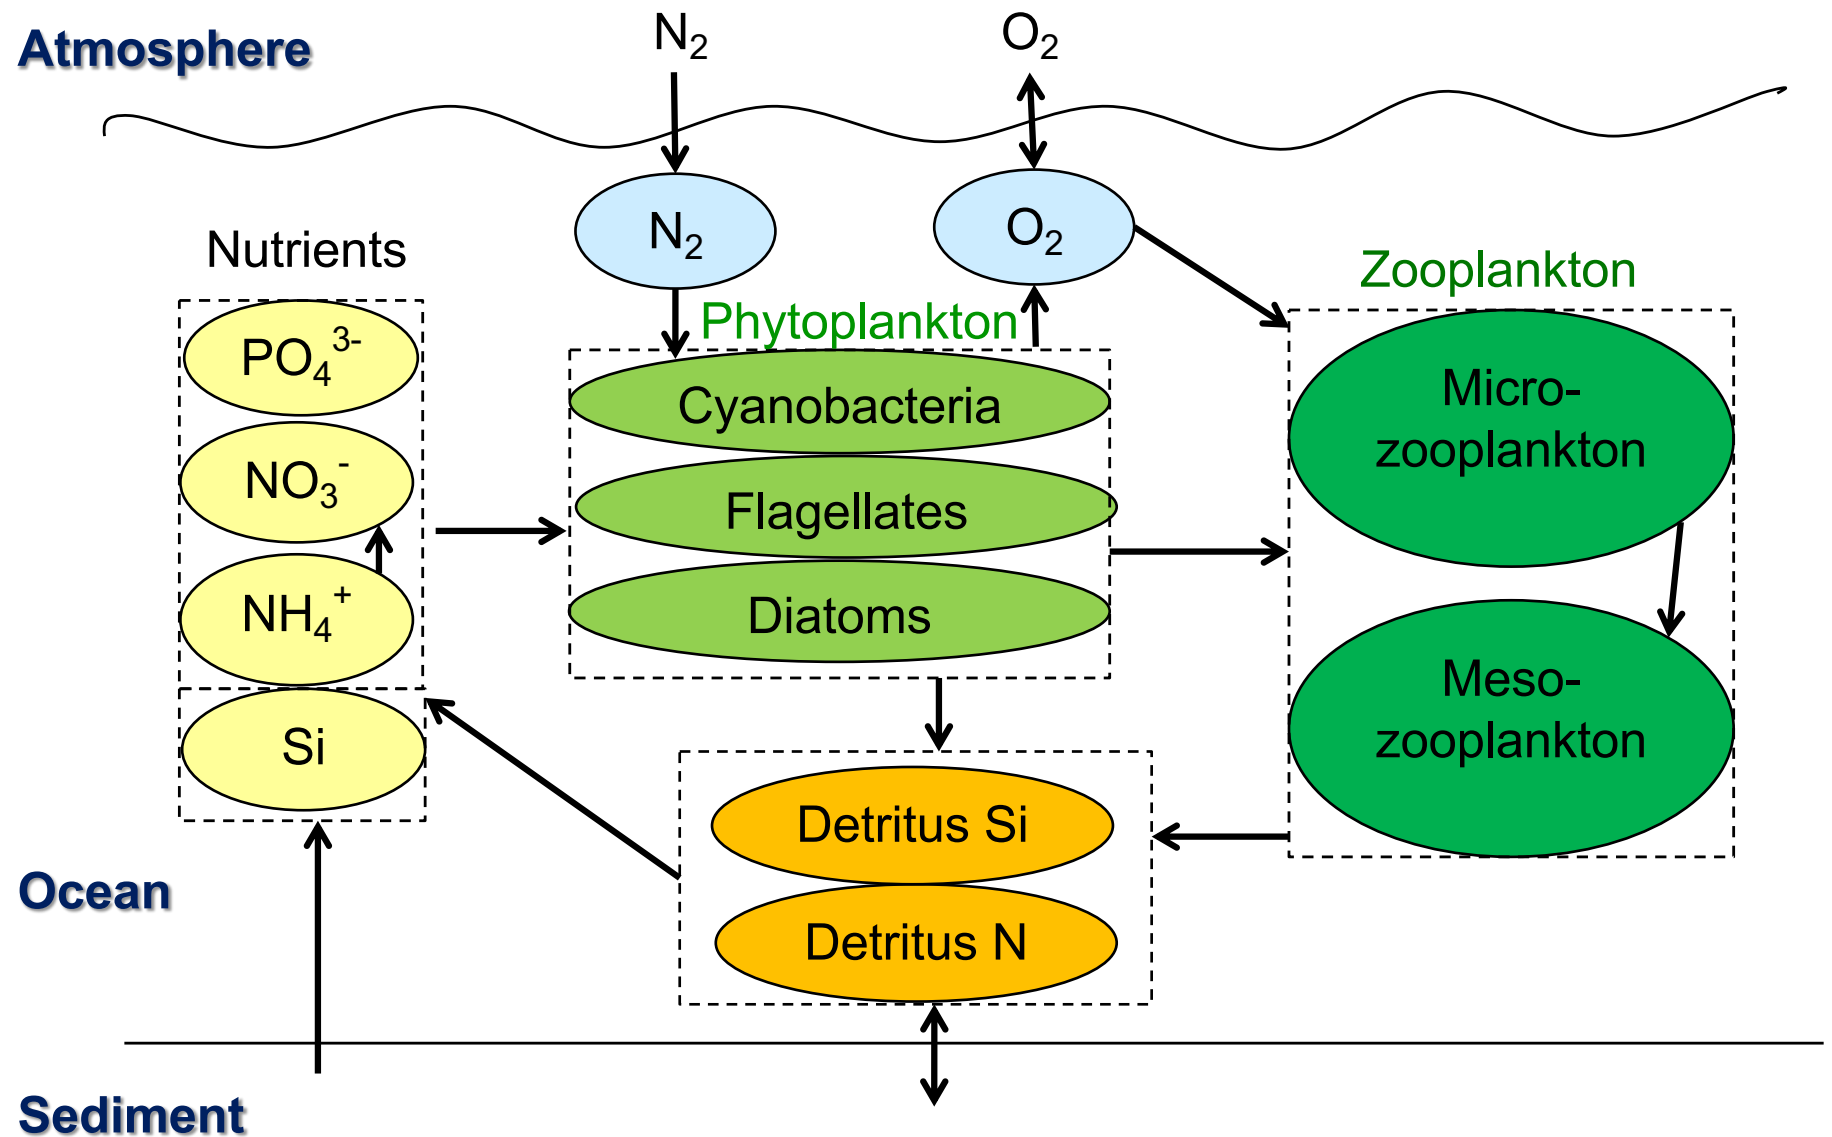 Atmosphere
N₂
O₂
N₂
O₂
Nutrients
Phytoplankton
Zooplankton
PO₄³⁻
NO₃⁻
NH₄⁺
Si
Cyanobacteria
Flagellates
Diatoms
Micro-
zooplankton
Meso-
zooplankton
Detritus Si
Detritus N
Ocean
Sediment